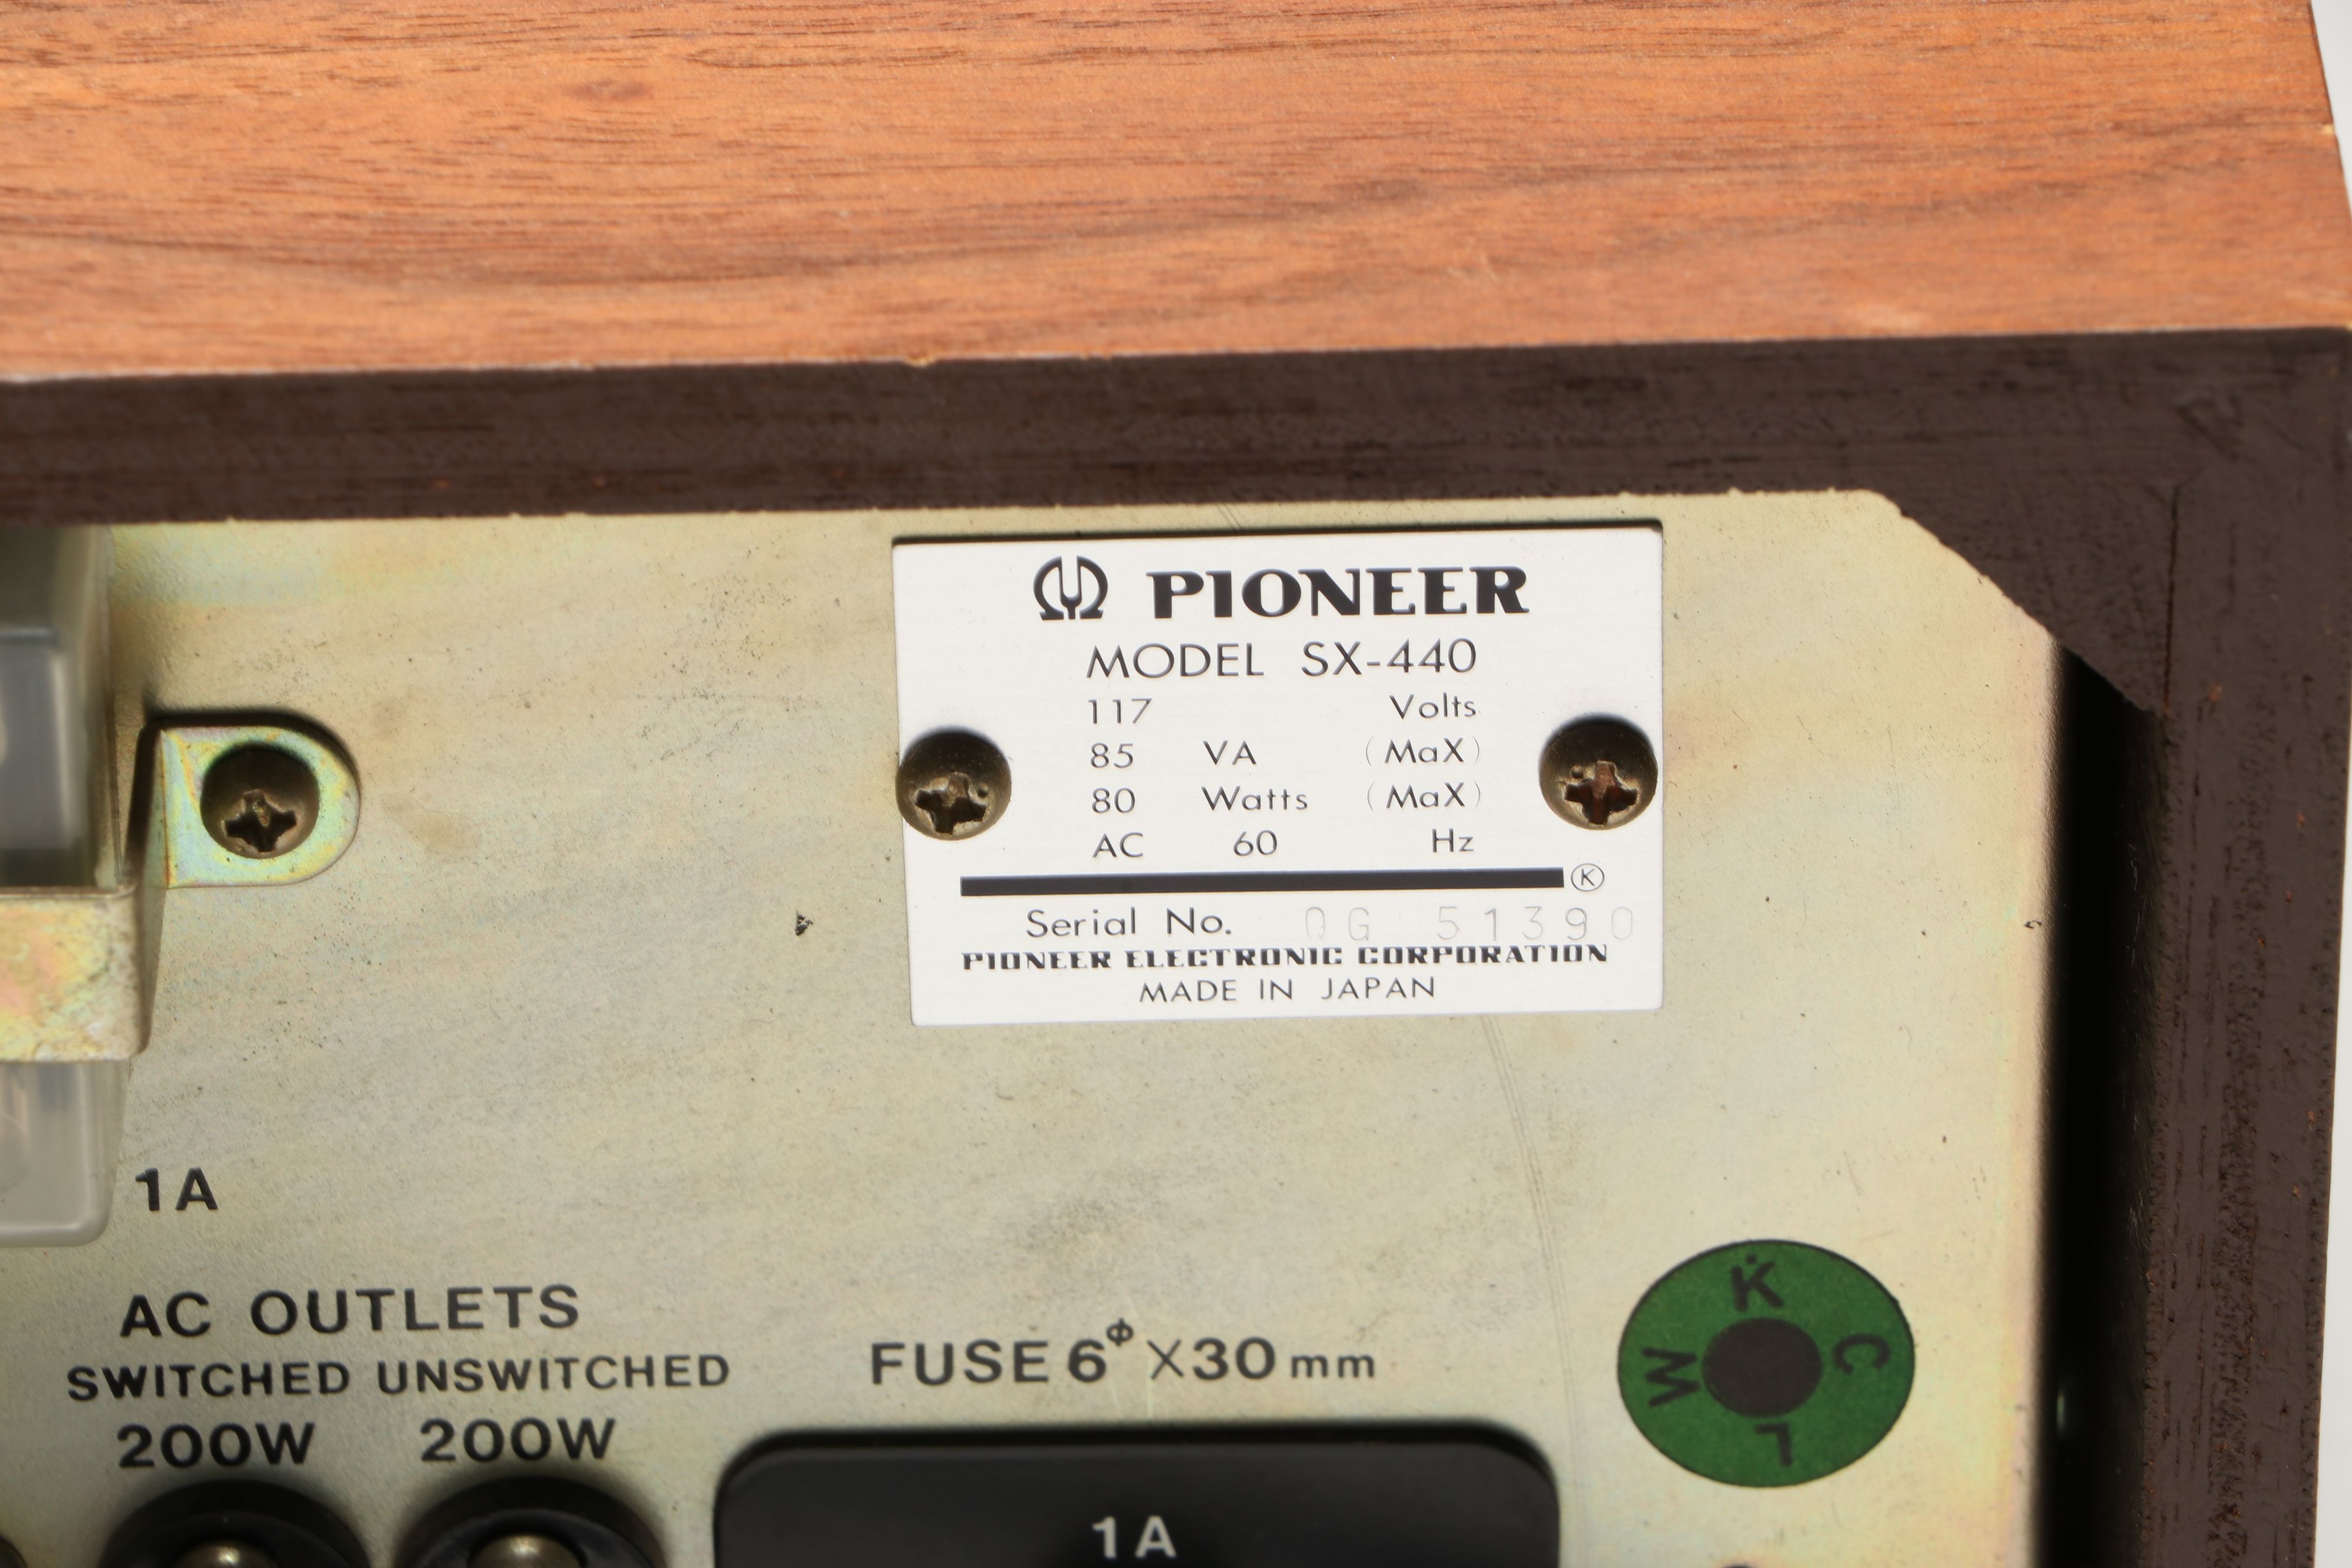 PIONEER
MODEL SX-440
117 Volts
85 VA (MaX)
80 Watts (MaX)
AC 60 Hz
Ⓚ
Serial No. QG 51390
PIONEER ELECTRONIC CORPORATION
MADE IN JAPAN
1A
AC OUTLETS
SWITCHED UNSWITCHED
200W 200W
FUSE 6ᶲ X30mm
1A
K
C
L
M